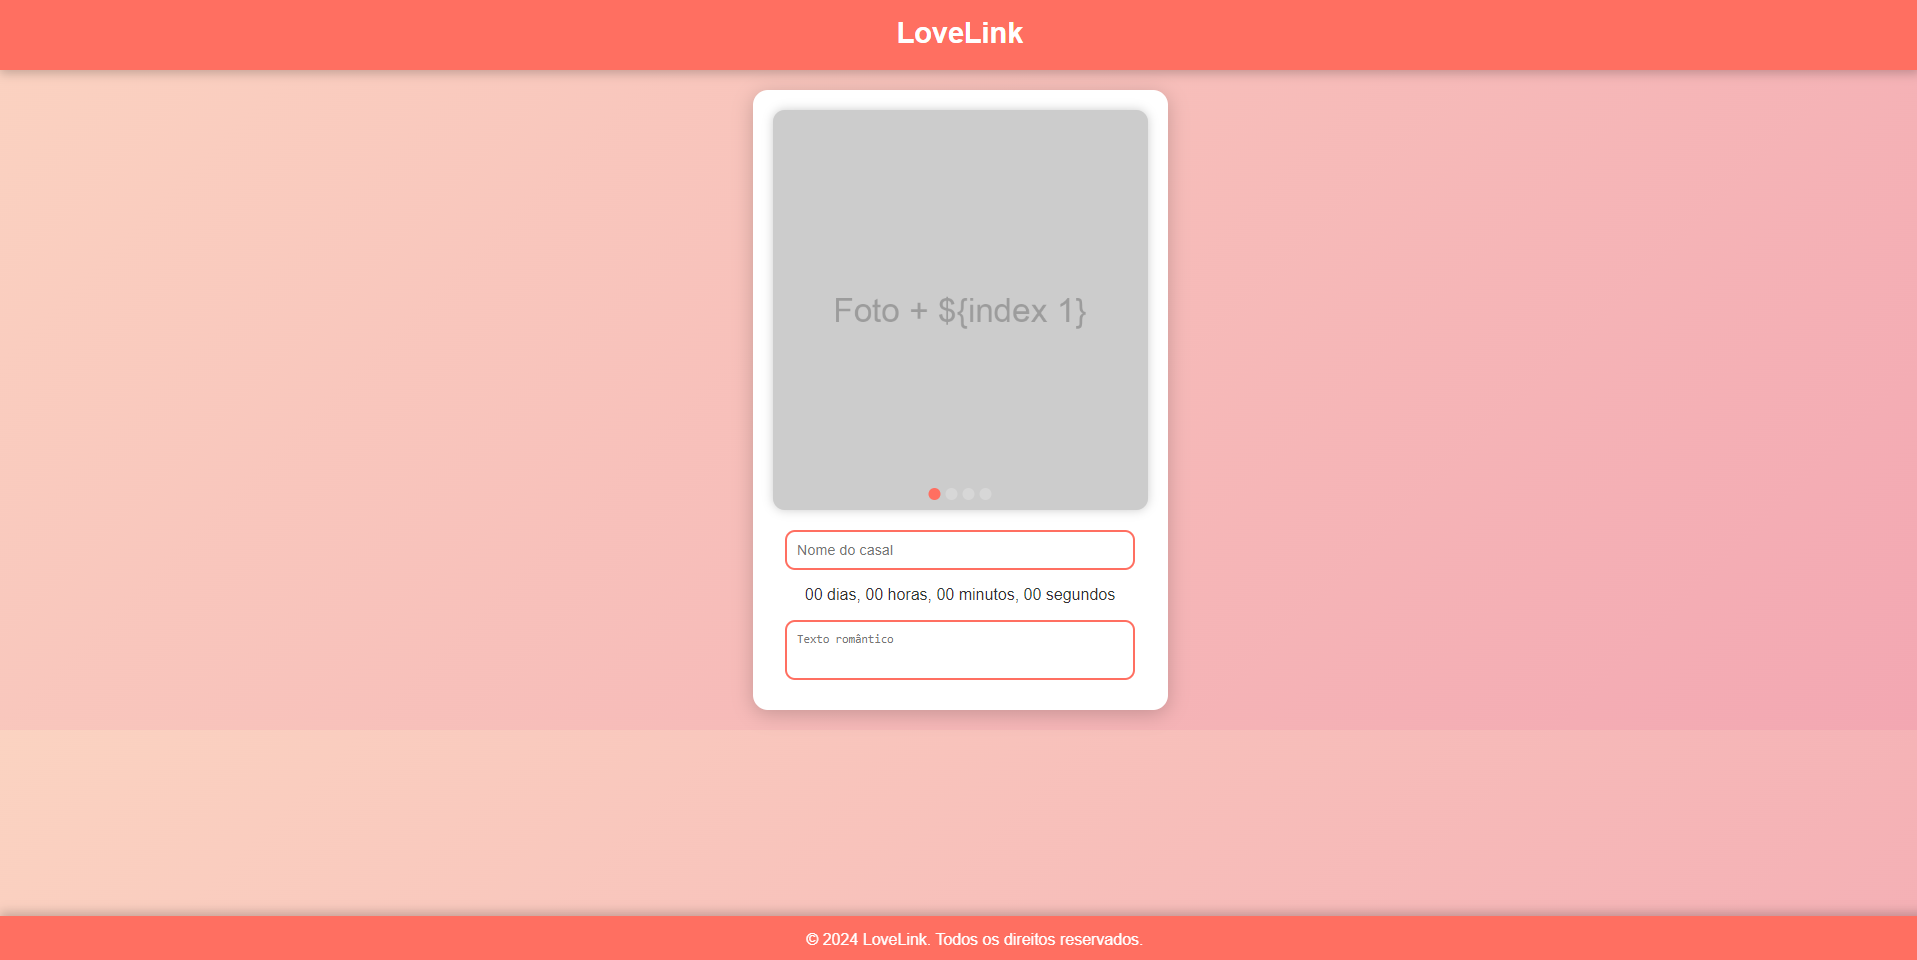 LoveLink
Foto + ${index 1}
Nome do casal
00 dias, 00 horas, 00 minutos, 00 segundos
Texto romântico
© 2024 LoveLink. Todos os direitos reservados.